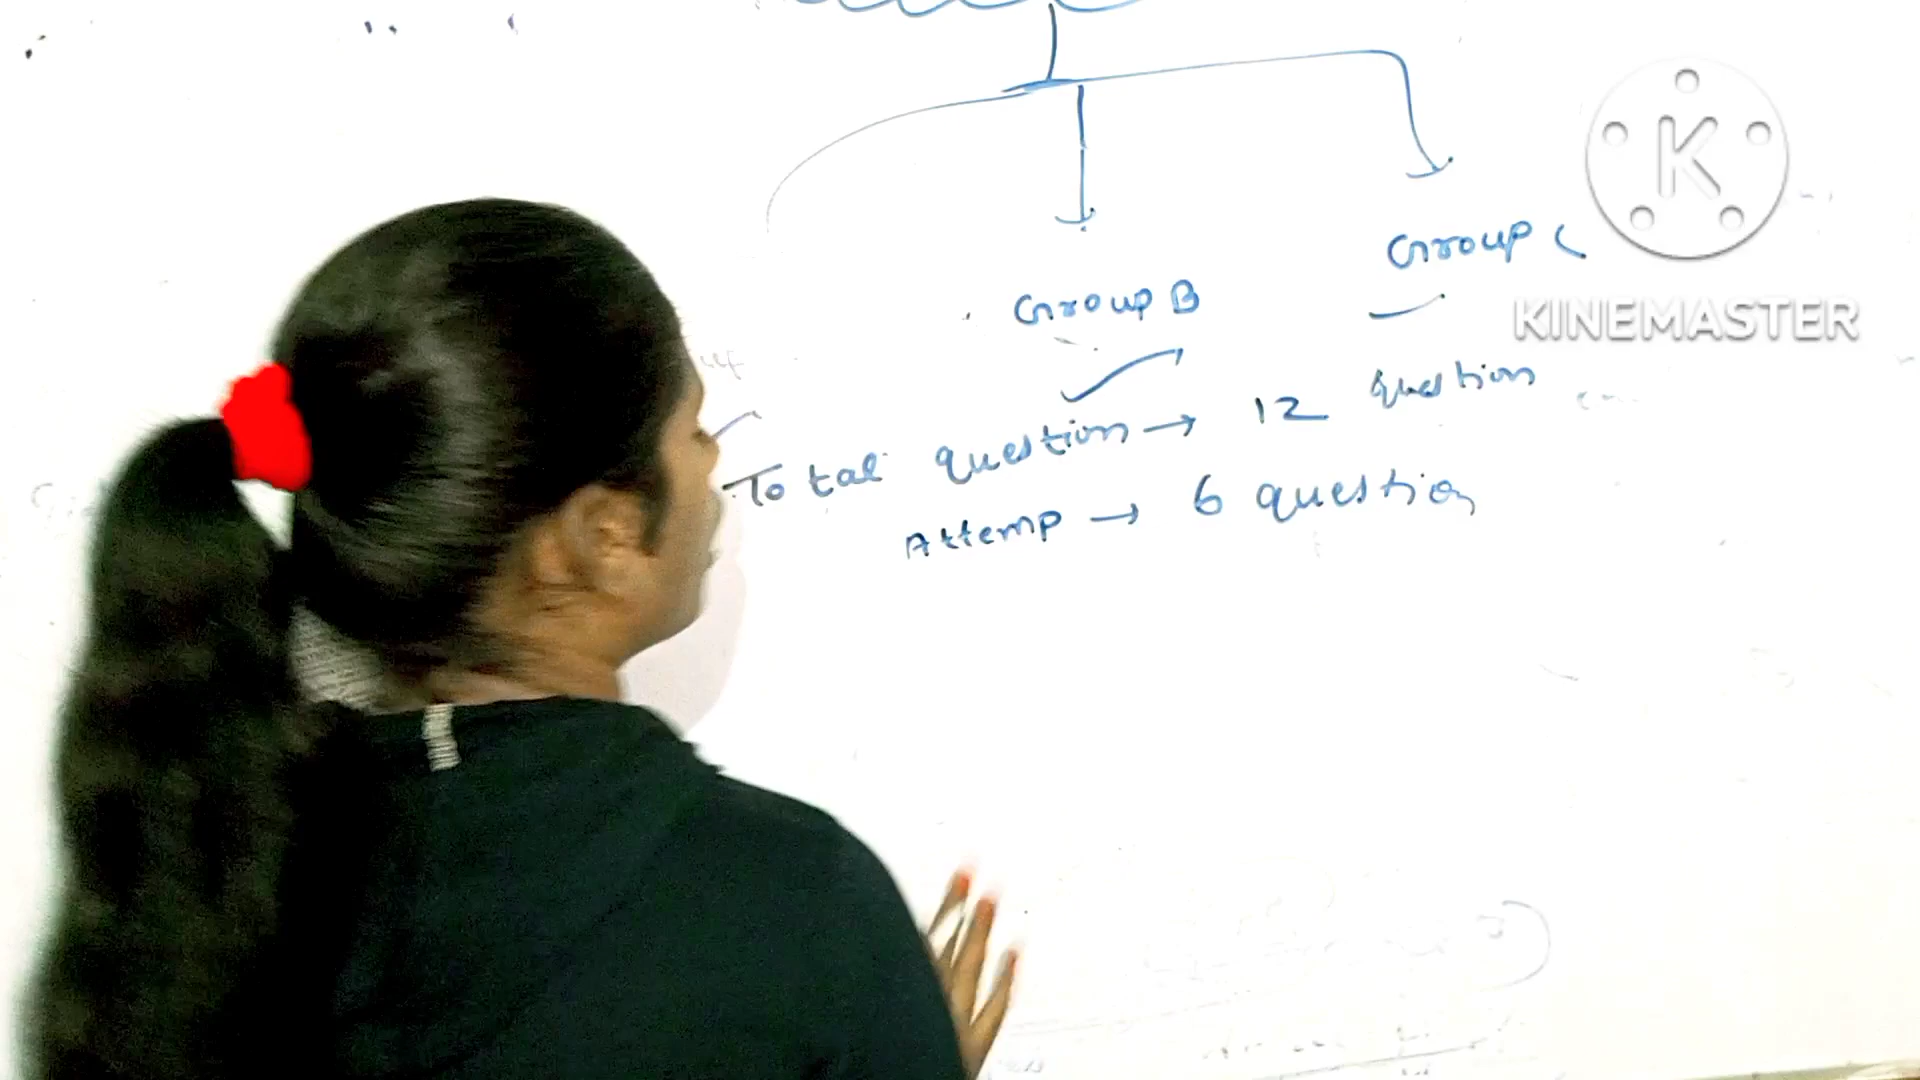 Group C
Group B
Total question → 12 question
Attemp → 6 question
K
KINEMASTER